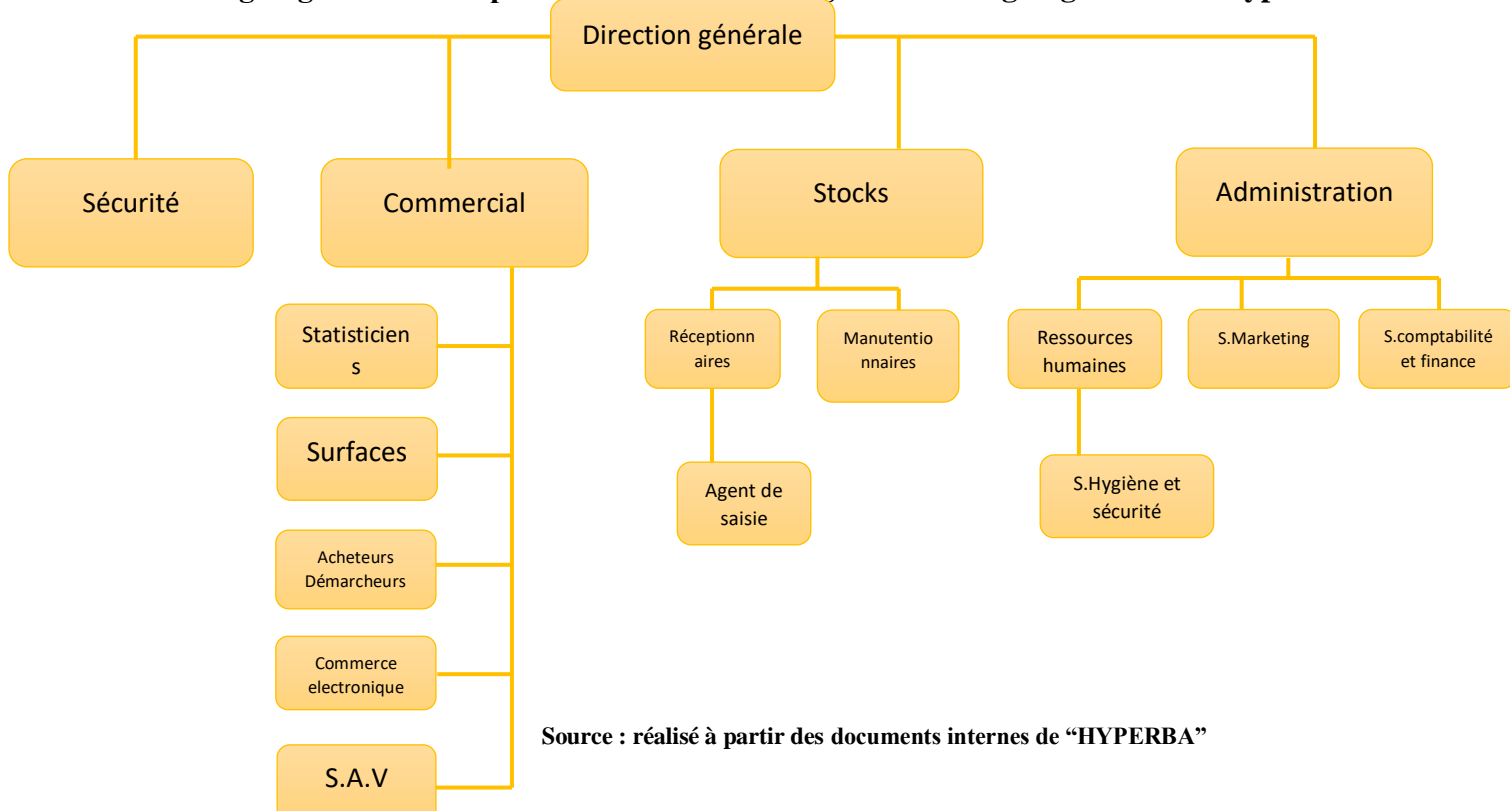 Direction générale
Sécurité
Commercial
Stocks
Administration
Statisticien
s
Surfaces
Acheteurs
Démarcheurs
Commerce
electronique
S.A.V
Réceptionn
aires
Manutentio
nnaires
Agent de
saisie
Ressources
humaines
S.Marketing
S.comptabilité
et finance
S.Hygiène et
sécurité
Source : réalisé à partir des documents internes de “HYPERBA”